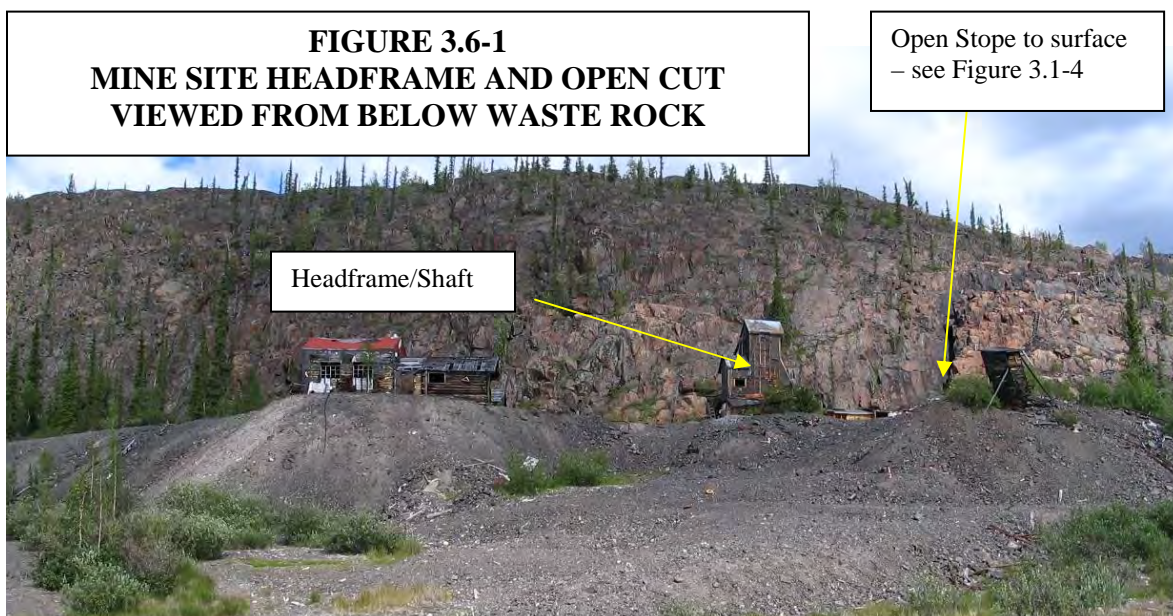 FIGURE 3.6-1
MINE SITE HEADFRAME AND OPEN CUT
VIEWED FROM BELOW WASTE ROCK
Open Stope to surface
– see Figure 3.1-4
Headframe/Shaft